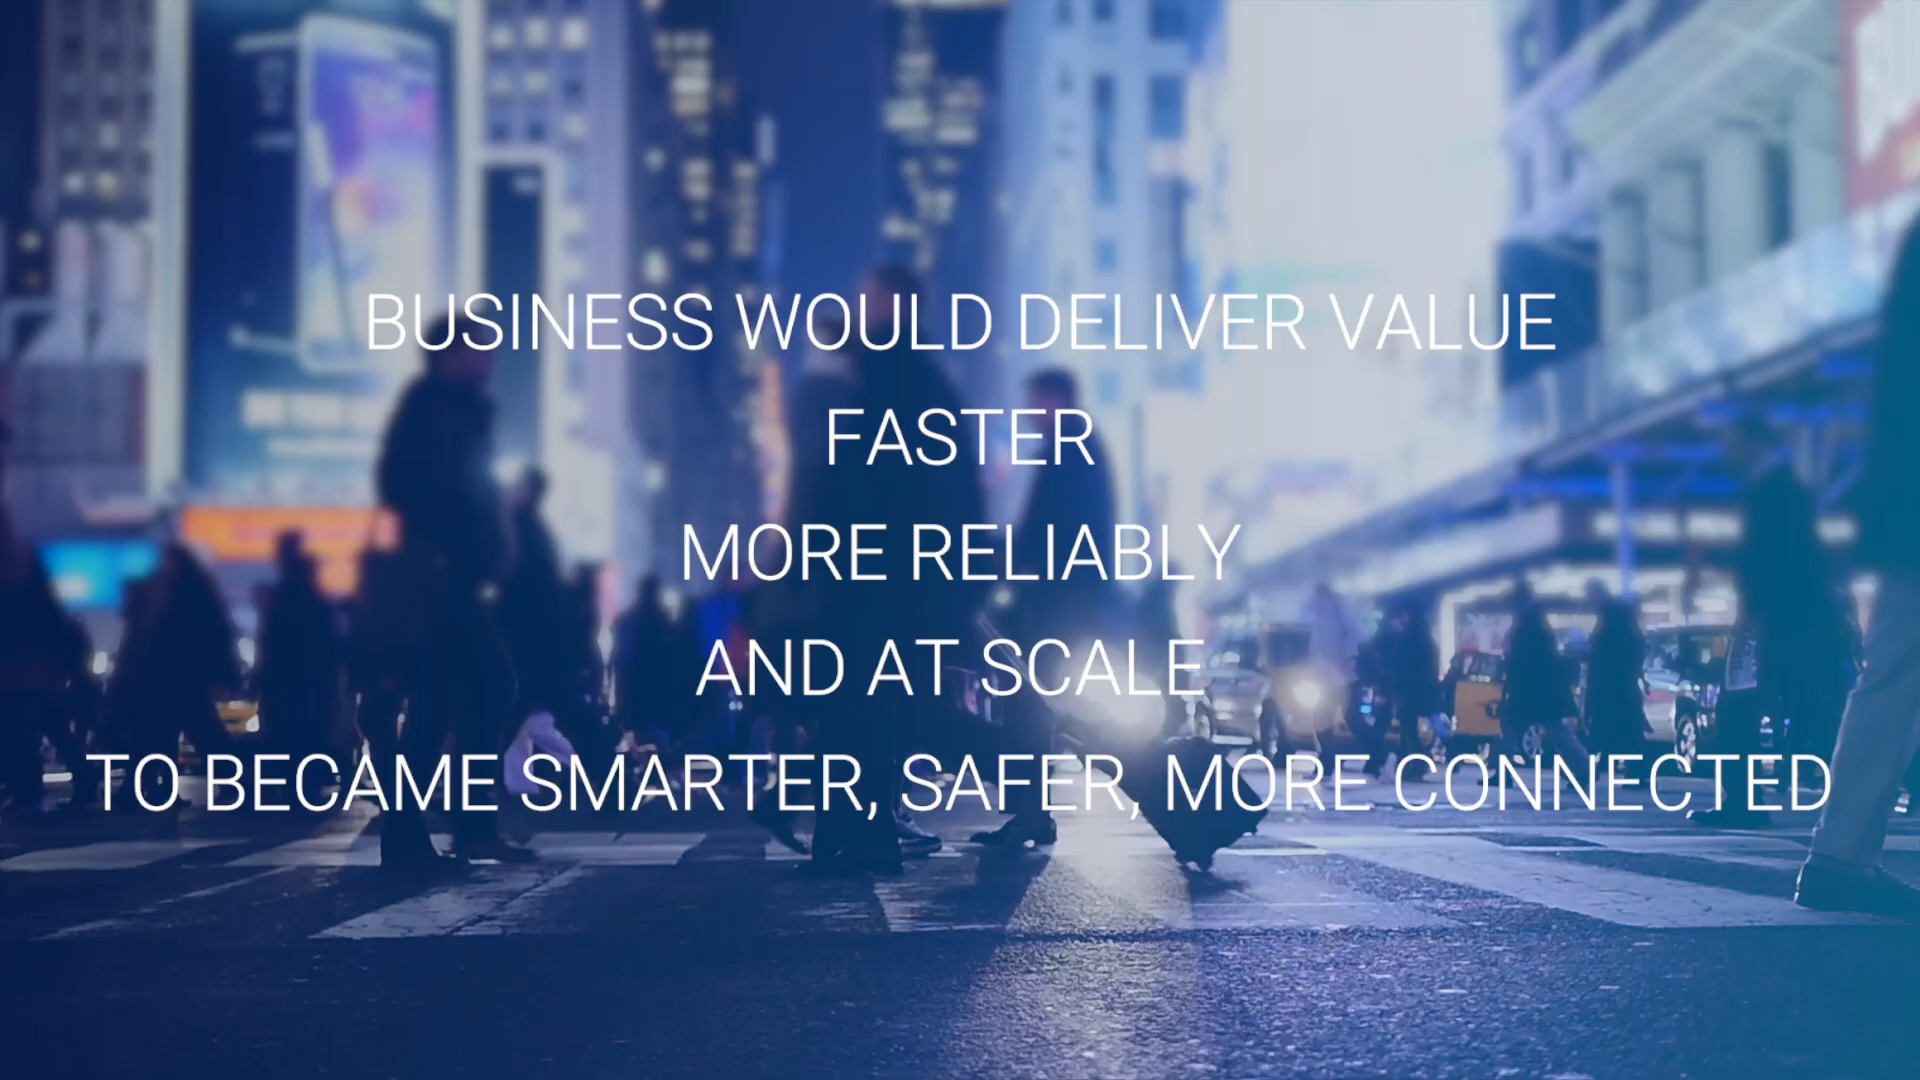 BUSINESS WOULD DELIVER VALUE
FASTER
MORE RELIABLY
AND AT SCALE
TO BECAME SMARTER, SAFER, MORE CONNECTED